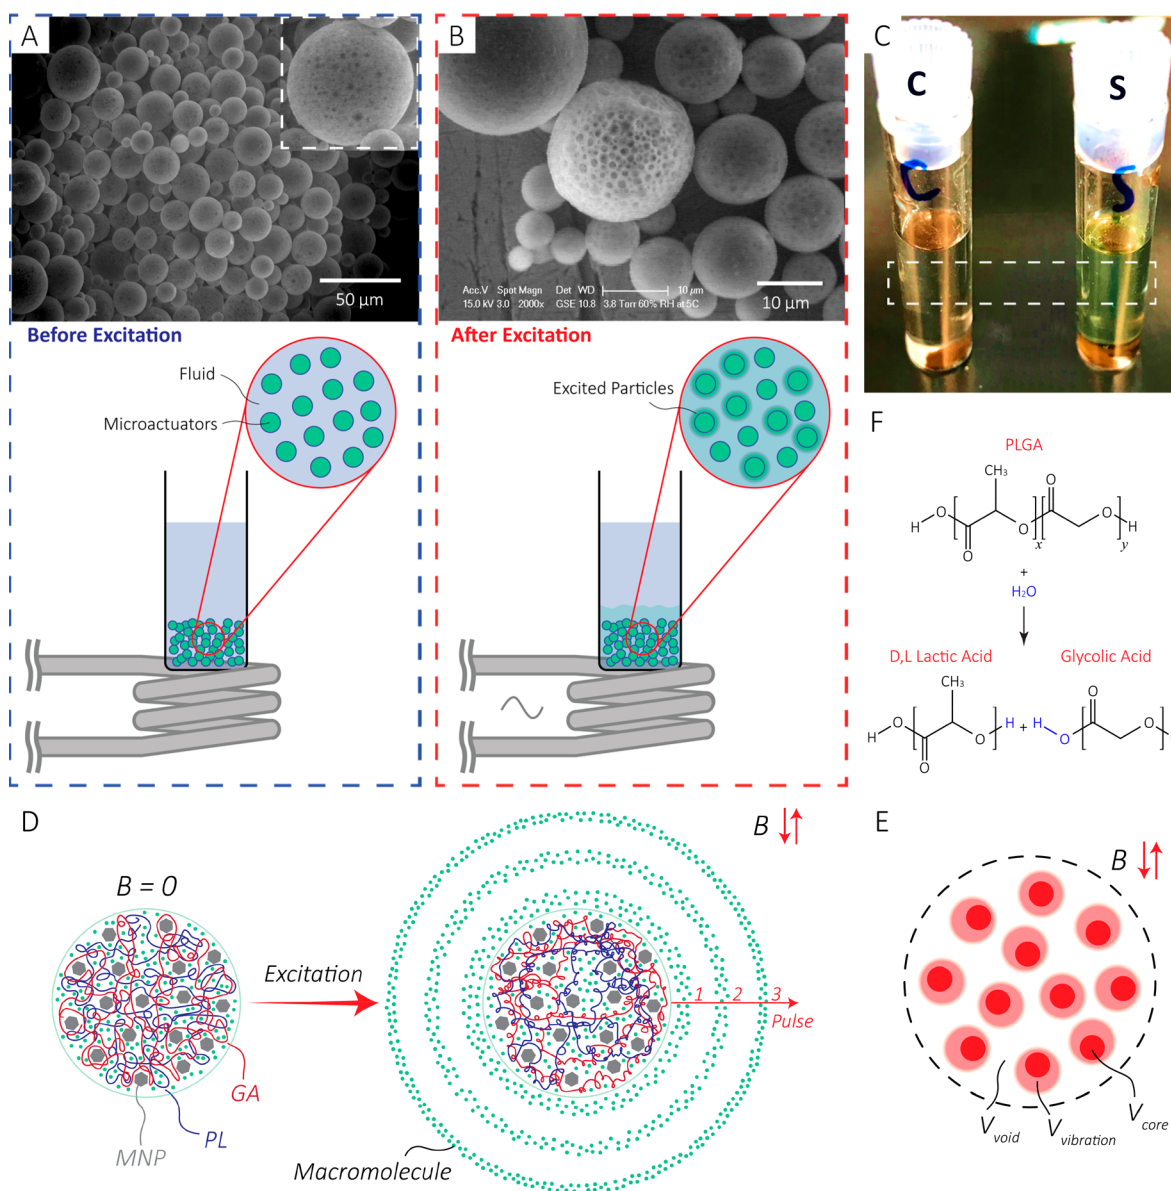 A
50 µm
Before Excitation
Fluid
Microactuators
B
Acc.V Spot Magn Det WD 10 µm
15.0 kV 3.0 2000x GSE 10.8 3.8 Torr 60% RH at 5C
10 µm
After Excitation
Excited Particles
C
C
S
C
S
F
PLGA
CH3
O
H
O
O
O
O
H
x
y
O
+
H2O
D,L Lactic Acid
Glycolic Acid
CH3
O
H
O
O
H
+
H
O
O
O
D
B = 0
Excitation
B
1
2
3
Pulse
GA
PL
MNP
Macromolecule
E
B
Vvoid
Vvibration
Vcore